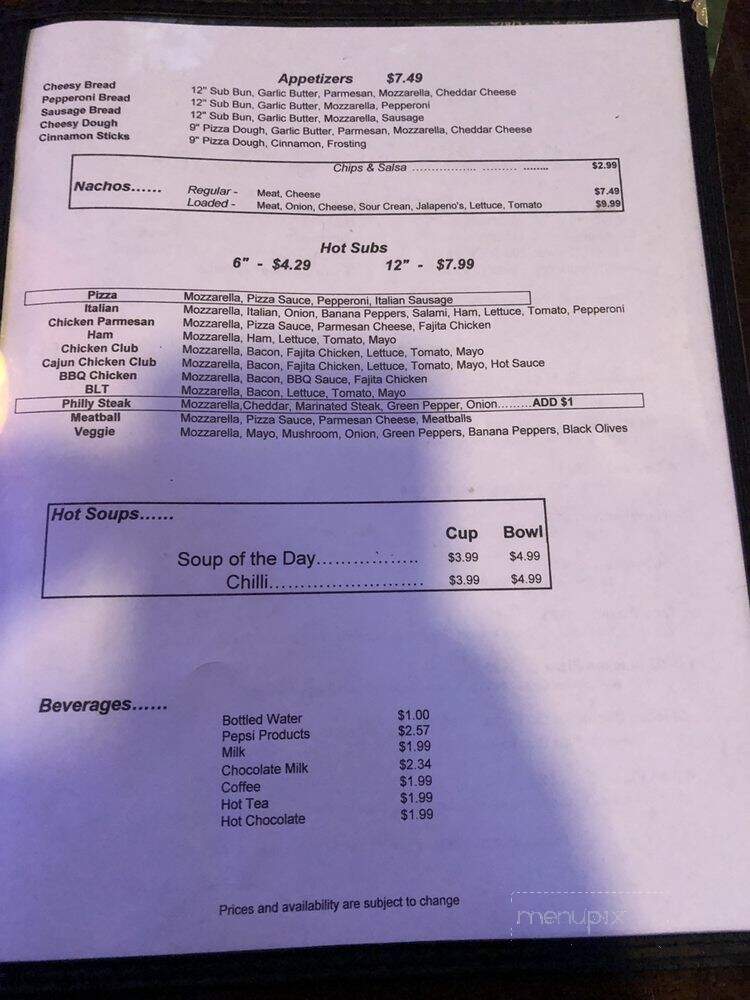 Appetizers $7.49
Cheesy Bread 12" Sub Bun, Garlic Butter, Parmesan, Mozzarella, Cheddar Cheese
Pepperoni Bread 12" Sub Bun, Garlic Butter, Mozzarella, Pepperoni
Sausage Bread 12" Sub Bun, Garlic Butter, Mozzarella, Sausage
Cheesy Dough 9" Pizza Dough, Garlic Butter, Parmesan, Mozzarella, Cheddar Cheese
Cinnamon Sticks 9" Pizza Dough, Cinnamon, Frosting
Chips & Salsa ................. ......... ........ $2.99
Nachos...... Regular - Meat, Cheese $7.49
Loaded - Meat, Onion, Cheese, Sour Crean, Jalapeno's, Lettuce, Tomato $9.99
Hot Subs
6" - $4.29 12" - $7.99
Pizza Mozzarella, Pizza Sauce, Pepperoni, Italian Sausage
Italian Mozzarella, Italian, Onion, Banana Peppers, Salami, Ham, Lettuce, Tomato, Pepperoni
Chicken Parmesan Mozzarella, Pizza Sauce, Parmesan Cheese, Fajita Chicken
Ham Mozzarella, Ham, Lettuce, Tomato, Mayo
Chicken Club Mozzarella, Bacon, Fajita Chicken, Lettuce, Tomato, Mayo
Cajun Chicken Club Mozzarella, Bacon, Fajita Chicken, Lettuce, Tomato, Mayo, Hot Sauce
BBQ Chicken Mozzarella, Bacon, BBQ Sauce, Fajita Chicken
BLT Mozzarella, Bacon, Lettuce, Tomato, Mayo
Philly Steak Mozzarella,Cheddar, Marinated Steak, Green Pepper, Onion.........ADD $1
Meatball Mozzarella, Pizza Sauce, Parmesan Cheese, Meatballs
Veggie Mozzarella, Mayo, Mushroom, Onion, Green Peppers, Banana Peppers, Black Olives
Hot Soups......
Cup Bowl
Soup of the Day................ $3.99 $4.99
Chilli........................ $3.99 $4.99
Beverages......
Bottled Water $1.00
Pepsi Products $2.57
Milk $1.99
Chocolate Milk $2.34
Coffee $1.99
Hot Tea $1.99
Hot Chocolate $1.99
Prices and availability are subject to change
menupix